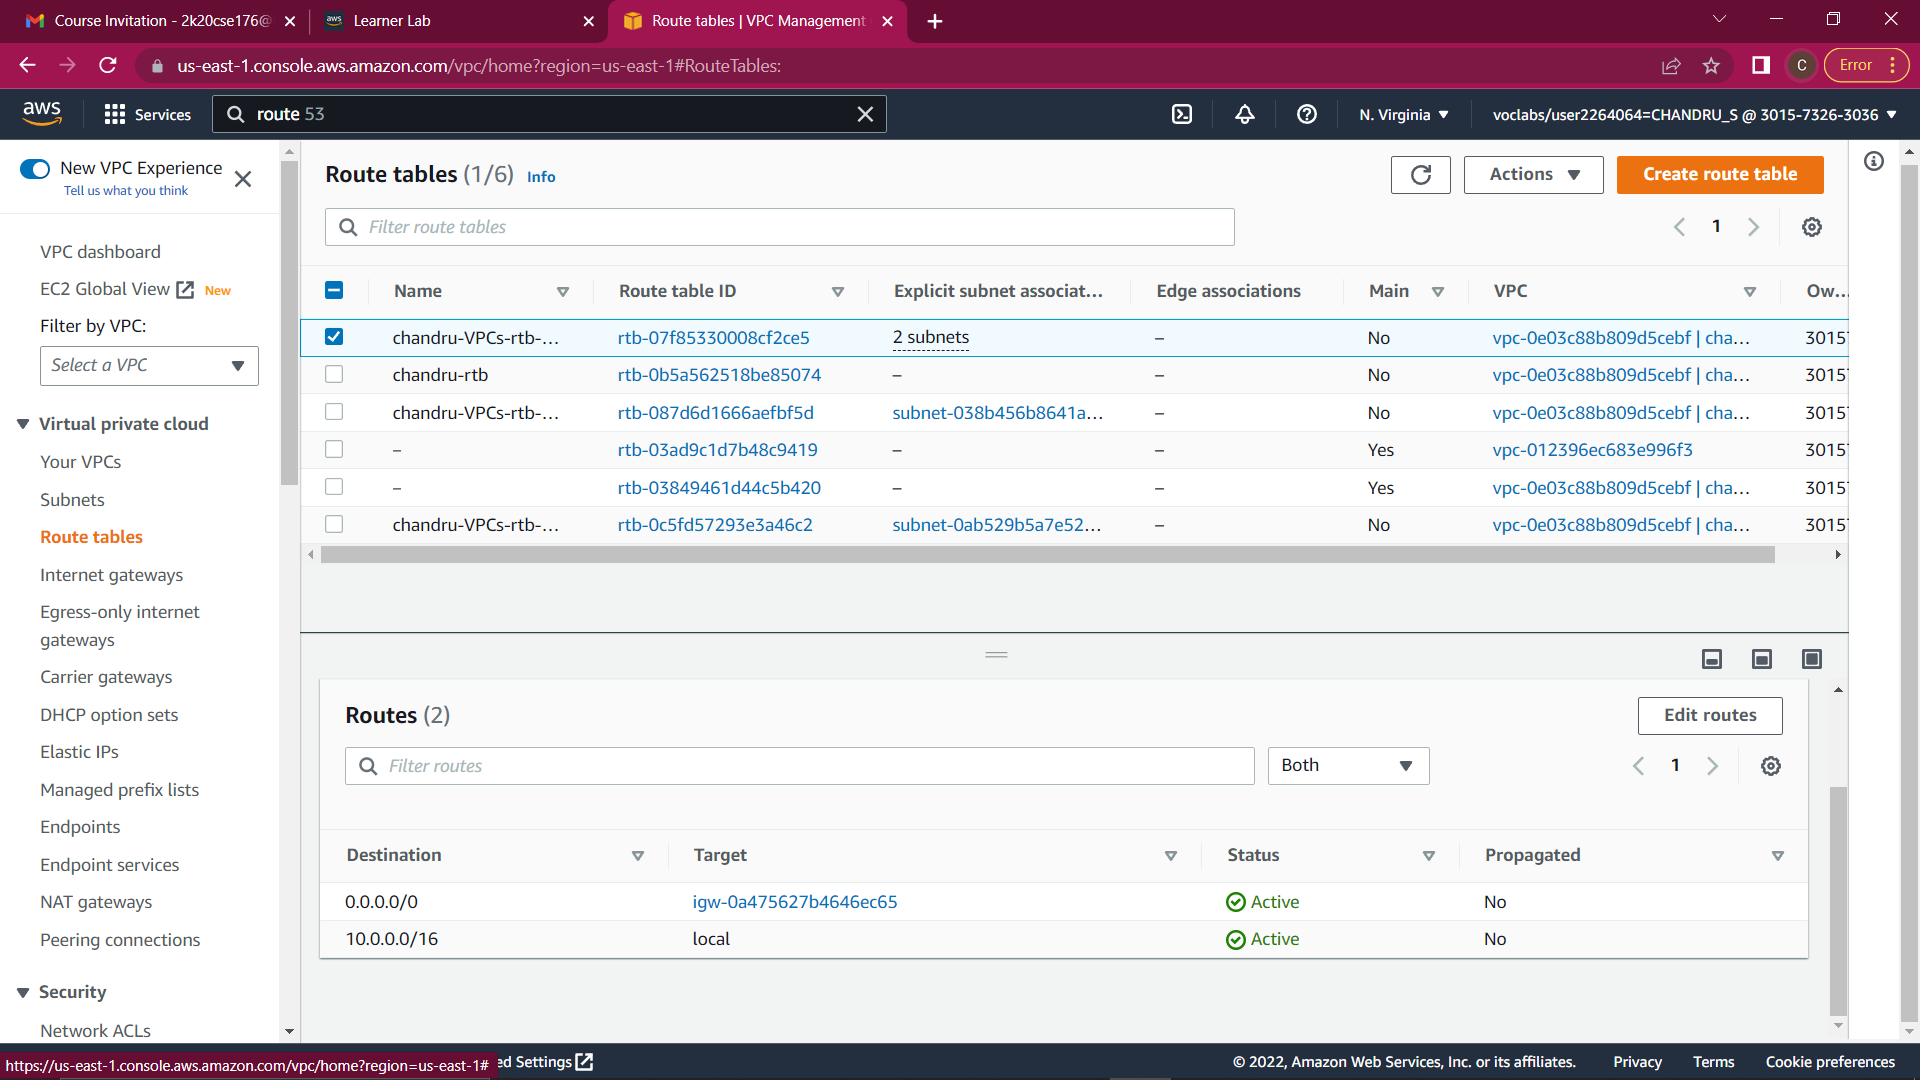 Course Invitation - 2k20cse176@
Learner Lab
Route tables | VPC Management
us-east-1.console.aws.amazon.com/vpc/home?region=us-east-1#RouteTables:
C
Error
aws
Services
route 53
N. Virginia
voclabs/user2264064=CHANDRU_S @ 3015-7326-3036
New VPC Experience
Tell us what you think
VPC dashboard
EC2 Global View New
Filter by VPC:
Select a VPC
Virtual private cloud
Your VPCs
Subnets
Route tables
Internet gateways
Egress-only internet
gateways
Carrier gateways
DHCP option sets
Elastic IPs
Managed prefix lists
Endpoints
Endpoint services
NAT gateways
Peering connections
Security
Network ACLs
Route tables (1/6) Info
Actions
Create route table
Filter route tables
1
Name Route table ID Explicit subnet associat... Edge associations Main VPC Ow...
chandru-VPCs-rtb-... rtb-07f85330008cf2ce5 2 subnets – No vpc-0e03c88b809d5cebf | cha... 3015
chandru-rtb rtb-0b5a562518be85074 – – No vpc-0e03c88b809d5cebf | cha... 3015
chandru-VPCs-rtb-... rtb-087d6d1666aefbf5d subnet-038b456b8641a... – No vpc-0e03c88b809d5cebf | cha... 3015
– rtb-03ad9c1d7b48c9419 – – Yes vpc-012396ec683e996f3 3015
– rtb-03849461d44c5b420 – – Yes vpc-0e03c88b809d5cebf | cha... 3015
chandru-VPCs-rtb-... rtb-0c5fd57293e3a46c2 subnet-0ab529b5a7e52... – No vpc-0e03c88b809d5cebf | cha... 3015
Routes (2)
Edit routes
Filter routes
Both
1
Destination Target Status Propagated
0.0.0.0/0 igw-0a475627b4646ec65 Active No
10.0.0.0/16 local Active No
https://us-east-1.console.aws.amazon.com/vpc/home?region=us-east-1#
ed Settings
© 2022, Amazon Web Services, Inc. or its affiliates.
Privacy
Terms
Cookie preferences